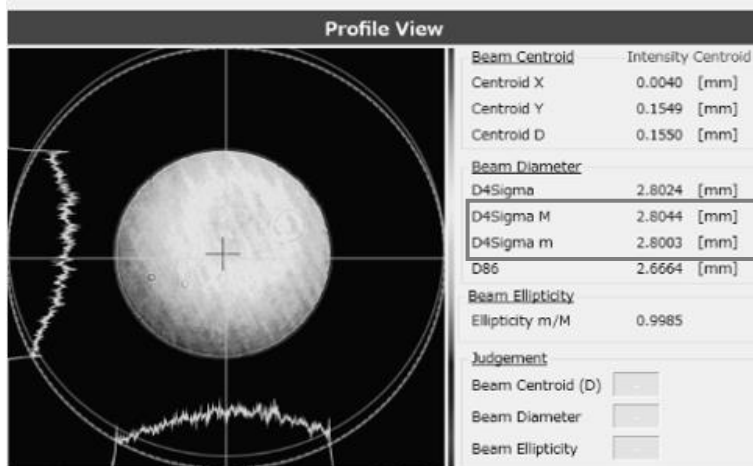 Profile View
Beam Centroid Intensity Centroid
Centroid X 0.0040 [mm]
Centroid Y 0.1549 [mm]
Centroid D 0.1550 [mm]
Beam Diameter
D4Sigma 2.8024 [mm]
D4Sigma M 2.8044 [mm]
D4Sigma m 2.8003 [mm]
D86 2.6664 [mm]
Beam Ellipticity
Ellipticity m/M 0.9985
Judgement
Beam Centroid (D) -
Beam Diameter -
Beam Ellipticity -